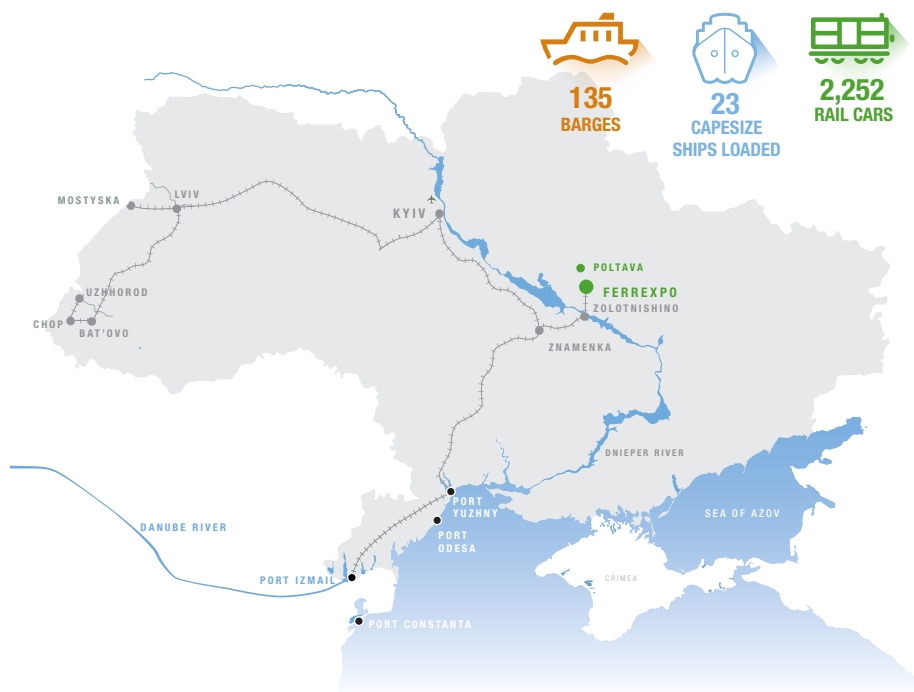 135
BARGES
23
CAPESIZE
SHIPS LOADED
2,252
RAIL CARS
MOSTYSKA
LVIV
KYIV
POLTAVA
FERREXPO
UZHHOROD
ZOLOTNISHINO
CHOP
BAT'OVO
ZNAMENKA
DNIEPER RIVER
PORT
YUZHNY
SEA OF AZOV
DANUBE RIVER
PORT
ODESA
PORT IZMAIL
CRIMEA
PORT CONSTANTA